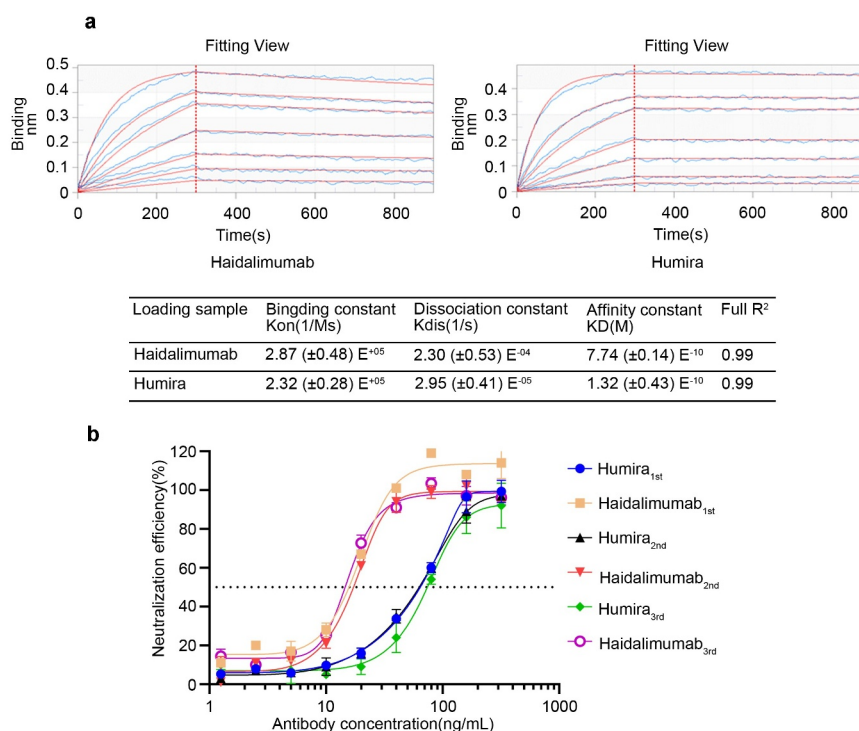 a
Fitting View
Fitting View
0.5
0.4
0.3
0.2
0.1
0
Binding
nm
0 200 400 600 800
Time(s)
Haidalimumab
0.5
0.4
0.3
0.2
0.1
0
Binding
nm
0 200 400 600 800
Time(s)
Humira
Loading sample Bingding constant Dissociation constant Affinity constant Full R²
Kon(1/Ms) Kdis(1/s) KD(M)
Haidalimumab 2.87 (±0.48) E⁺⁰⁵ 2.30 (±0.53) E⁻⁰⁴ 7.74 (±0.14) E⁻¹⁰ 0.99
Humira 2.32 (±0.28) E⁺⁰⁵ 2.95 (±0.41) E⁻⁰⁵ 1.32 (±0.43) E⁻¹⁰ 0.99
b
Neutralization efficiency(%)
120
100
80
60
40
20
0
1 10 100 1000
Antibody concentration(ng/mL)
Humira1st
Haidalimumab1st
Humira2nd
Haidalimumab2nd
Humira3rd
Haidalimumab3rd